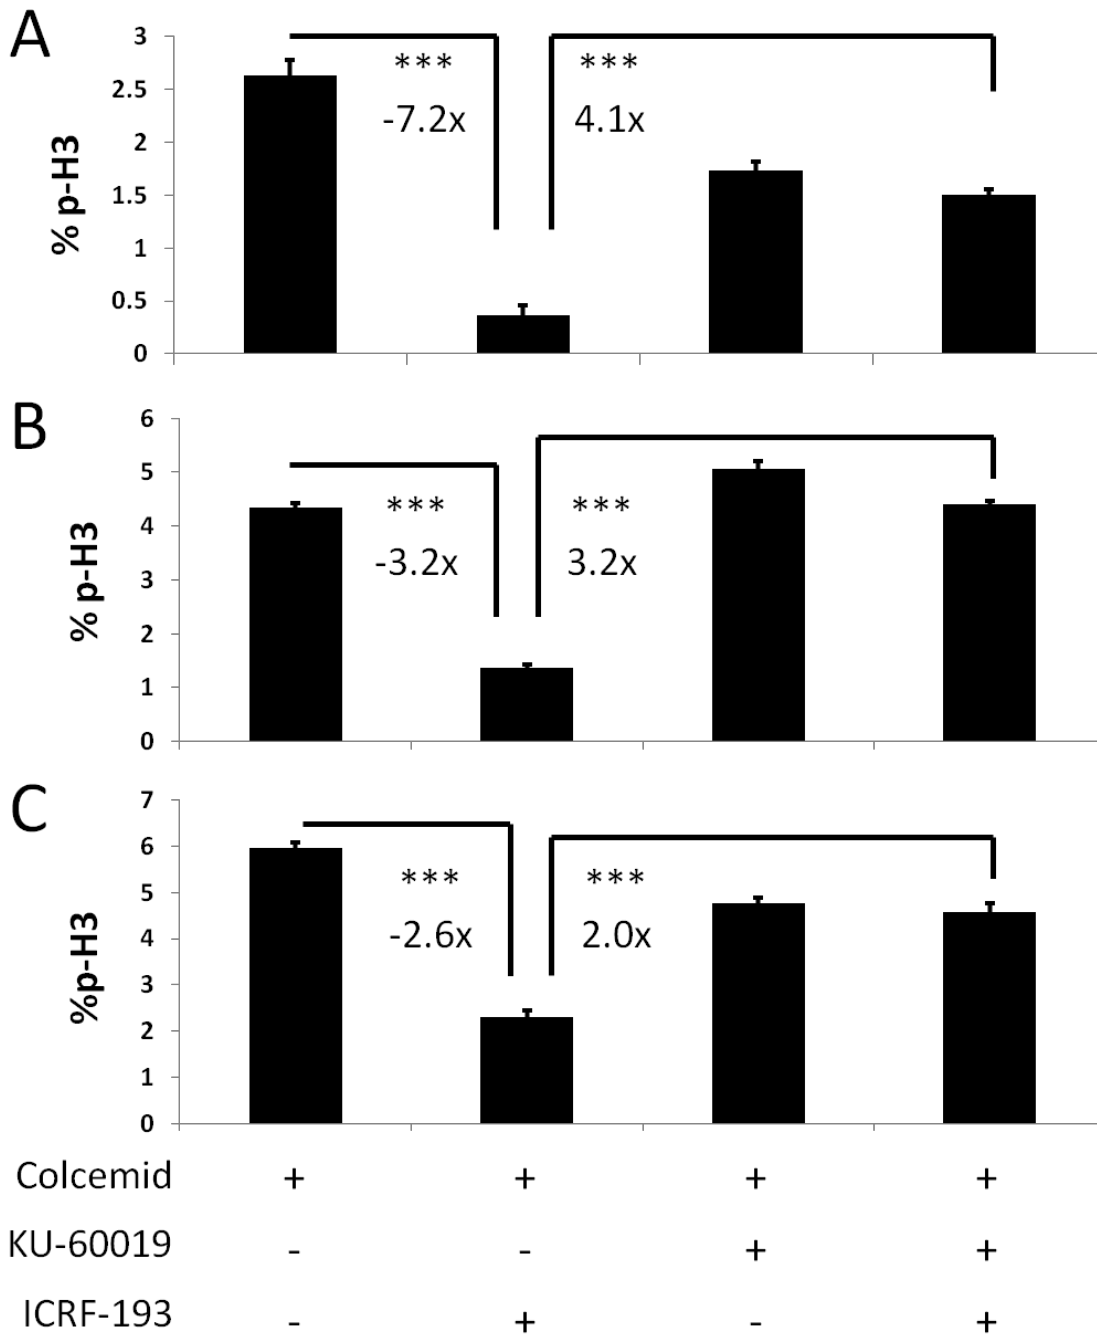 A
% p-H3
3
2.5
2
1.5
1
0.5
0
*** ***
-7.2x 4.1x
B
% p-H3
6
5
4
3
2
1
0
*** ***
-3.2x 3.2x
C
%p-H3
7
6
5
4
3
2
1
0
*** ***
-2.6x 2.0x
Colcemid + + + +
KU-60019 - - + +
ICRF-193 - + - +